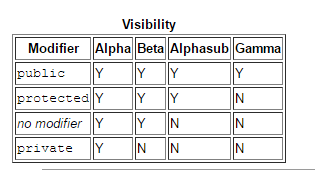 Visibility
Modifier Alpha Beta Alphasub Gamma
public Y Y Y Y
protected Y Y Y N
no modifier Y Y N N
private Y N N N